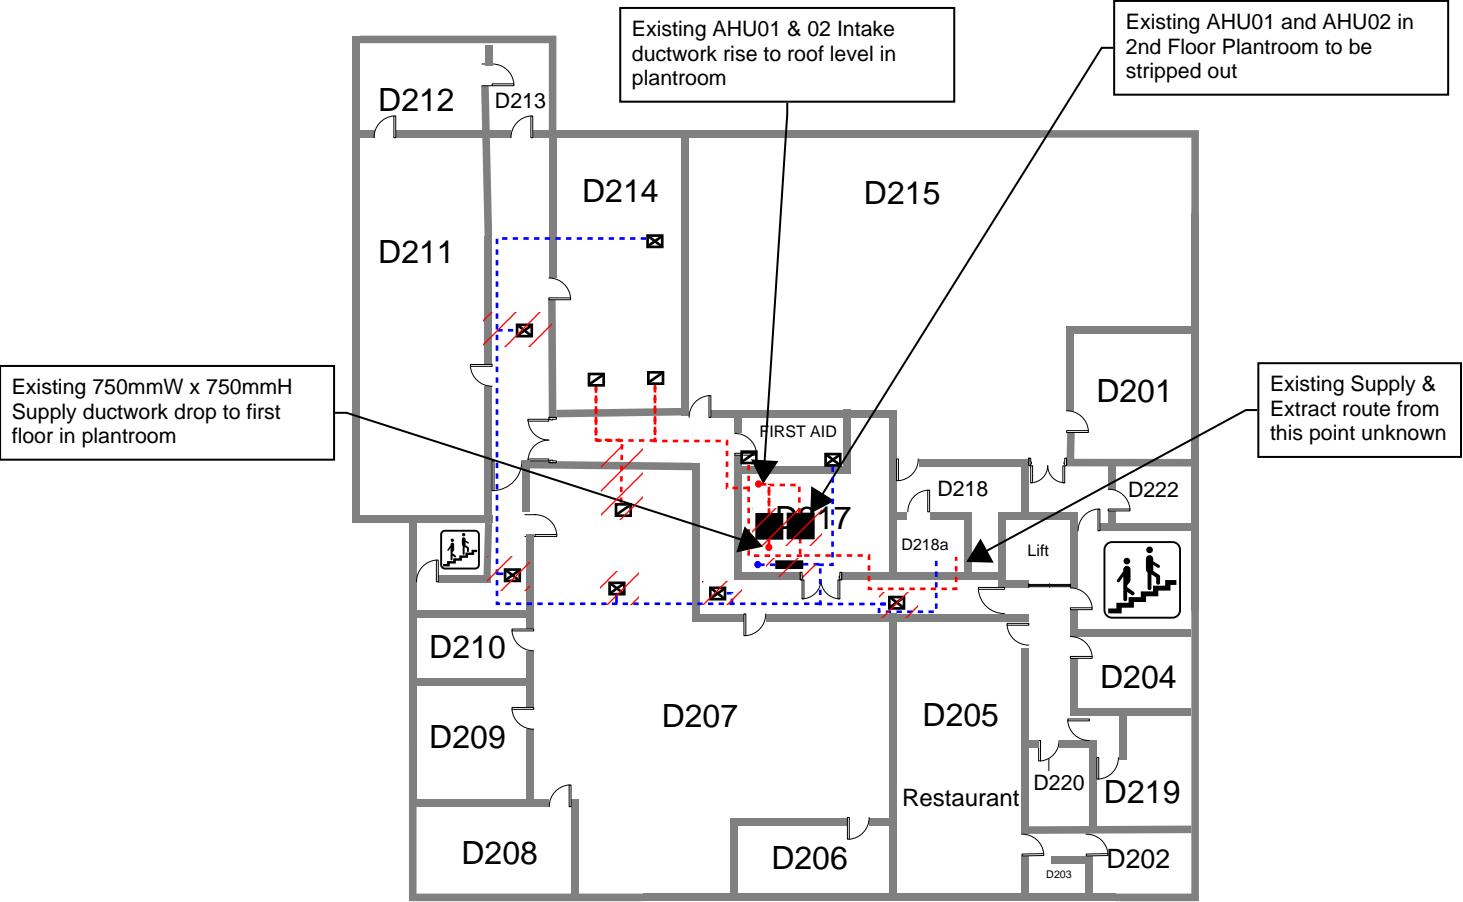 Existing AHU01 & 02 Intake
ductwork rise to roof level in
plantroom
Existing AHU01 and AHU02 in
2nd Floor Plantroom to be
stripped out
D212
D213
D214
D215
D211
Existing 750mmW x 750mmH
Supply ductwork drop to first
floor in plantroom
Existing Supply &
Extract route from
this point unknown
D201
FIRST AID
D218
D222
D217
D218a
Lift
D210
D204
D209
D207
D205
D220
D219
Restaurant
D208
D206
D202
D203